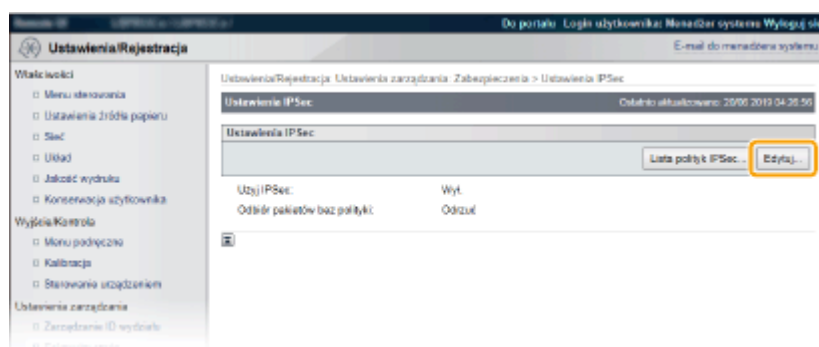 Do portalu Login użytkownika: Menedżer systemu Wyloguj się
Ustawienia/Rejestracja
E-mail do menadżera systemu
Właściwości
Menu sterowania
Ustawienia źródła papieru
Sieć
Układ
Jakość wydruku
Konserwacja użytkownika
Wyjście/Kontrola
Menu podręczne
Kalibracja
Sterowanie urządzeniem
Ustawienia zarządzania
Zarządzanie ID wydziału
Ustawienia/Rejestracja: Ustawienia zarządzania: Zabezpieczenia > Ustawienia IPSec
Ustawienia IPSec
Ostatnio aktualizowano: 20/06 2019 04:26:56
Ustawienia IPSec
Lista polityk IPSec... Edytuj...
Użyj IPSec: Wył.
Odbiór pakietów bez polityki: Odrzuć